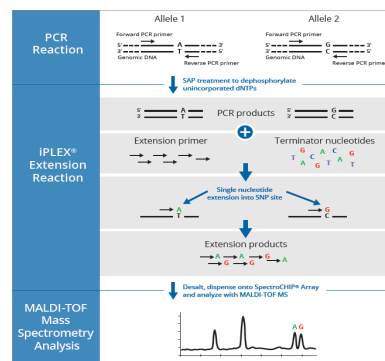 Allele 1
Allele 2
PCR
Reaction
Forward PCR primer
Forward PCR primer
5'
A
5'
G
3'
T
3'
C
Genomic DNA
Reverse PCR primer
Genomic DNA
Reverse PCR primer
SAP treatment to dephosphorylate
unincorporated dNTPs
iPLEX®
Extension
Reaction
5'
A
5'
G
3'
T
3'
C
PCR products
Extension primer
Terminator nucleotides
G C A C G
T A G T A T
Single nucleotide
extension into SNP site
A
G
T
C
Extension products
A A G
G G A
Desalt, dispense onto SpectroCHIP® Array
and analyze with MALDI-TOF MS
MALDI-TOF
Mass
Spectrometry
Analysis
A G